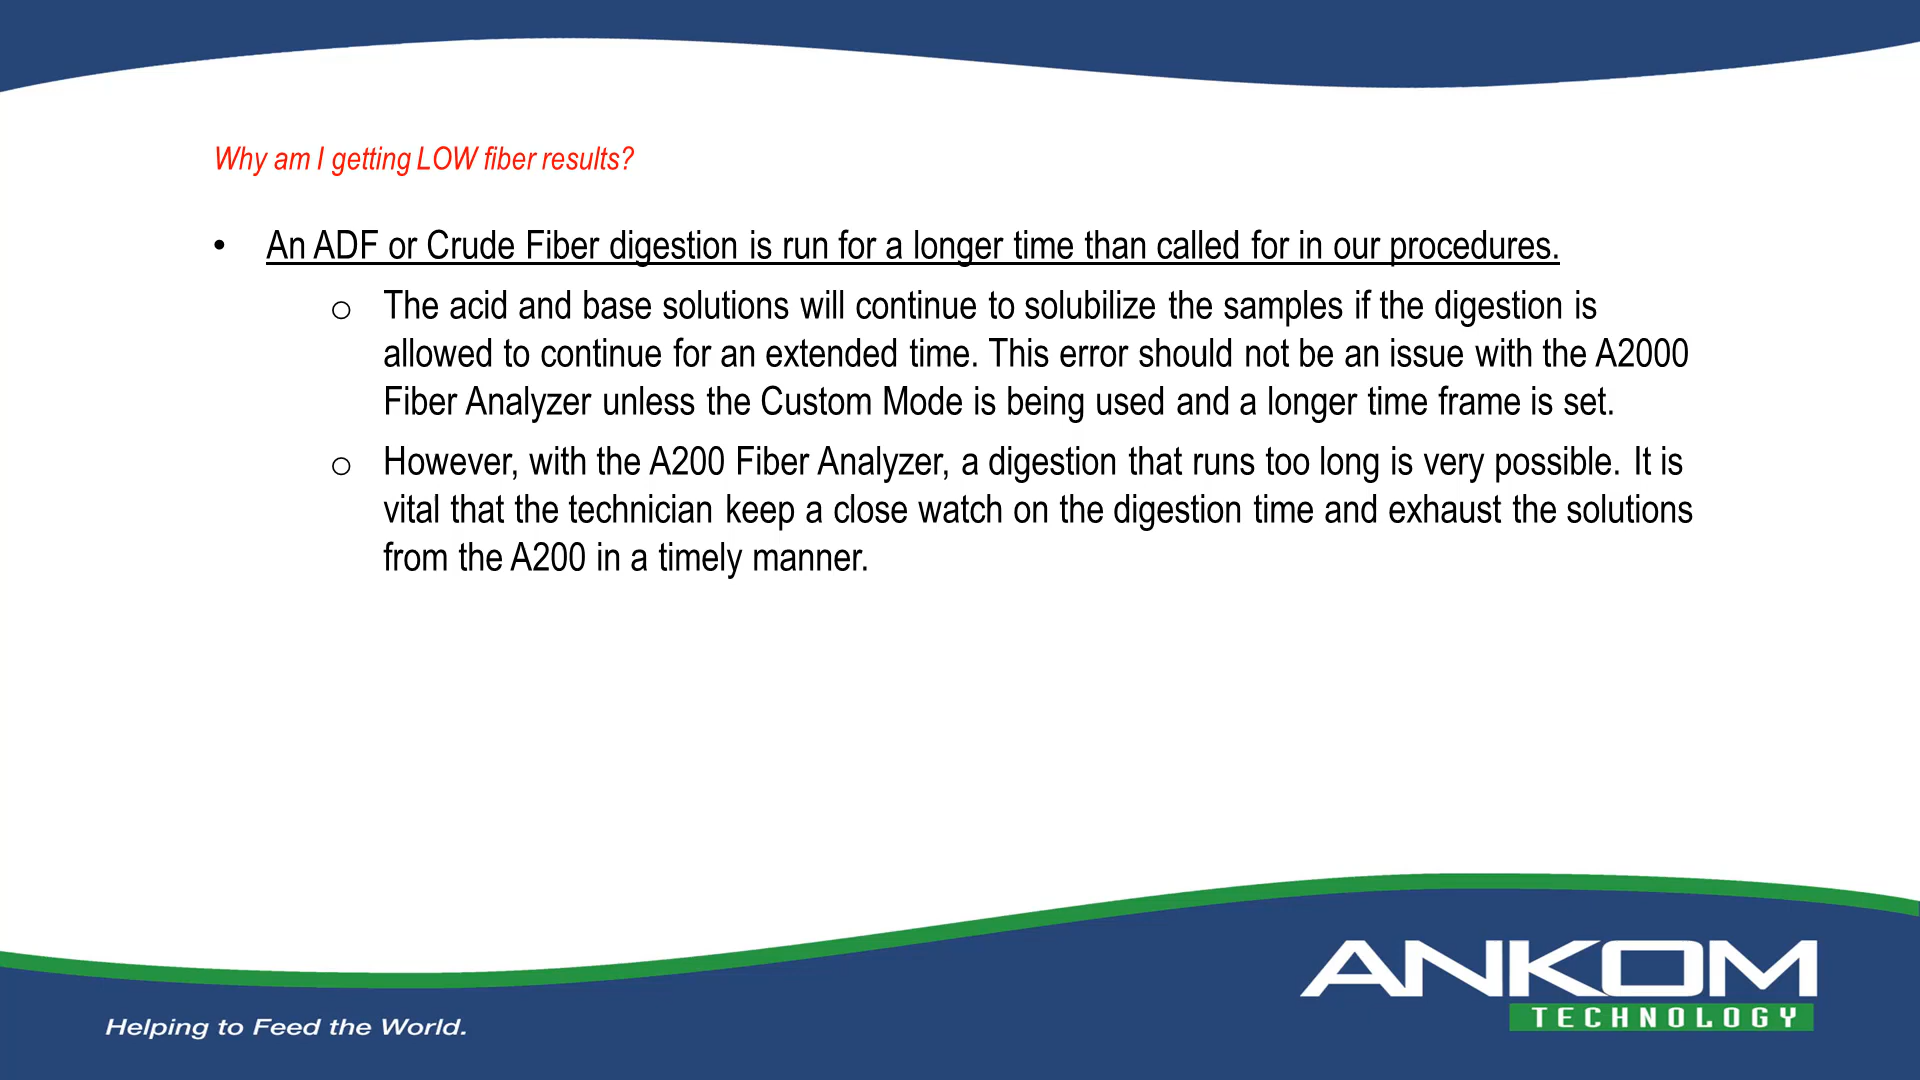 Why am I getting LOW fiber results?
• An ADF or Crude Fiber digestion is run for a longer time than called for in our procedures.
o The acid and base solutions will continue to solubilize the samples if the digestion is
allowed to continue for an extended time. This error should not be an issue with the A2000
Fiber Analyzer unless the Custom Mode is being used and a longer time frame is set.
o However, with the A200 Fiber Analyzer, a digestion that runs too long is very possible. It is
vital that the technician keep a close watch on the digestion time and exhaust the solutions
from the A200 in a timely manner.
ANKOM
TECHNOLOGY
Helping to Feed the World.